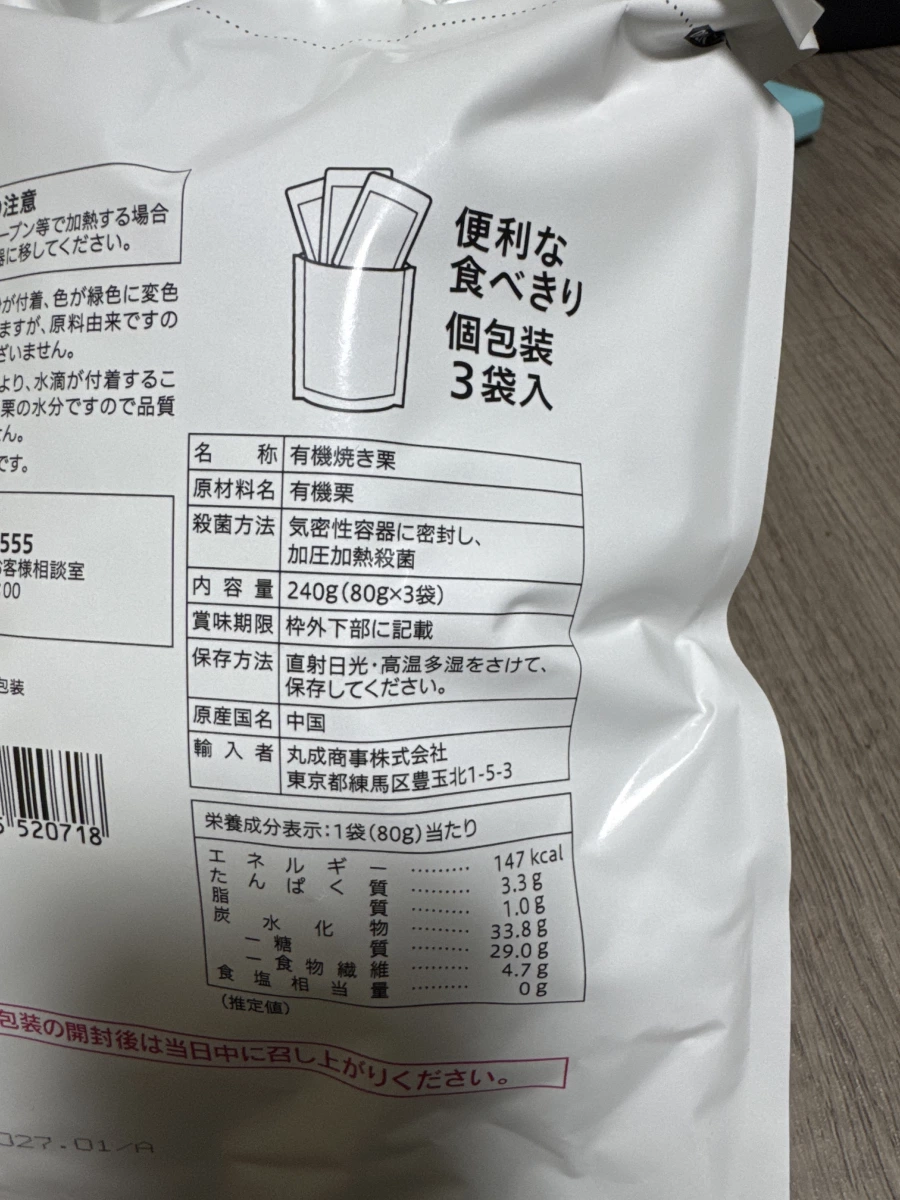 注意
ープン等で加熱する場合
器に移してください。
が付着、色が緑色に変色
ますが、原料由来ですの
ざいません。
より、水滴が付着するこ
栗の水分ですので品質
ん。
です。
555
お客様相談室
:00
包装
520718
便利な
食べきり
個包装
3袋入
名称 有機焼き栗
原材料名 有機栗
殺菌方法 気密性容器に密封し、
加圧加熱殺菌
内容量 240g(80g×3袋)
賞味期限 枠外下部に記載
保存方法 直射日光・高温多湿をさけて、
保存してください。
原産国名 中国
輸入者 丸成商事株式会社
東京都練馬区豊玉北1-5-3
栄養成分表示:1袋(80g)当たり
エネルギー ……… 147kcal
たんぱく質 ……… 3.3g
脂質 ……… 1.0g
炭水化物 ……… 33.8g
ー糖質 ……… 29.0g
ー食物繊維 ……… 4.7g
食塩相当量 ……… 0g
(推定値)
包装の開封後は当日中に召し上がりください。
027.01/A